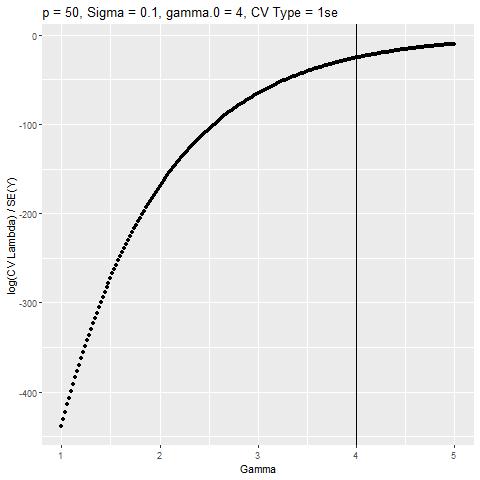 p = 50, Sigma = 0.1, gamma.0 = 4, CV Type = 1se
0
-100
-200
-300
-400
log(CV Lambda) / SE(Y)
1 2 3 4 5
Gamma